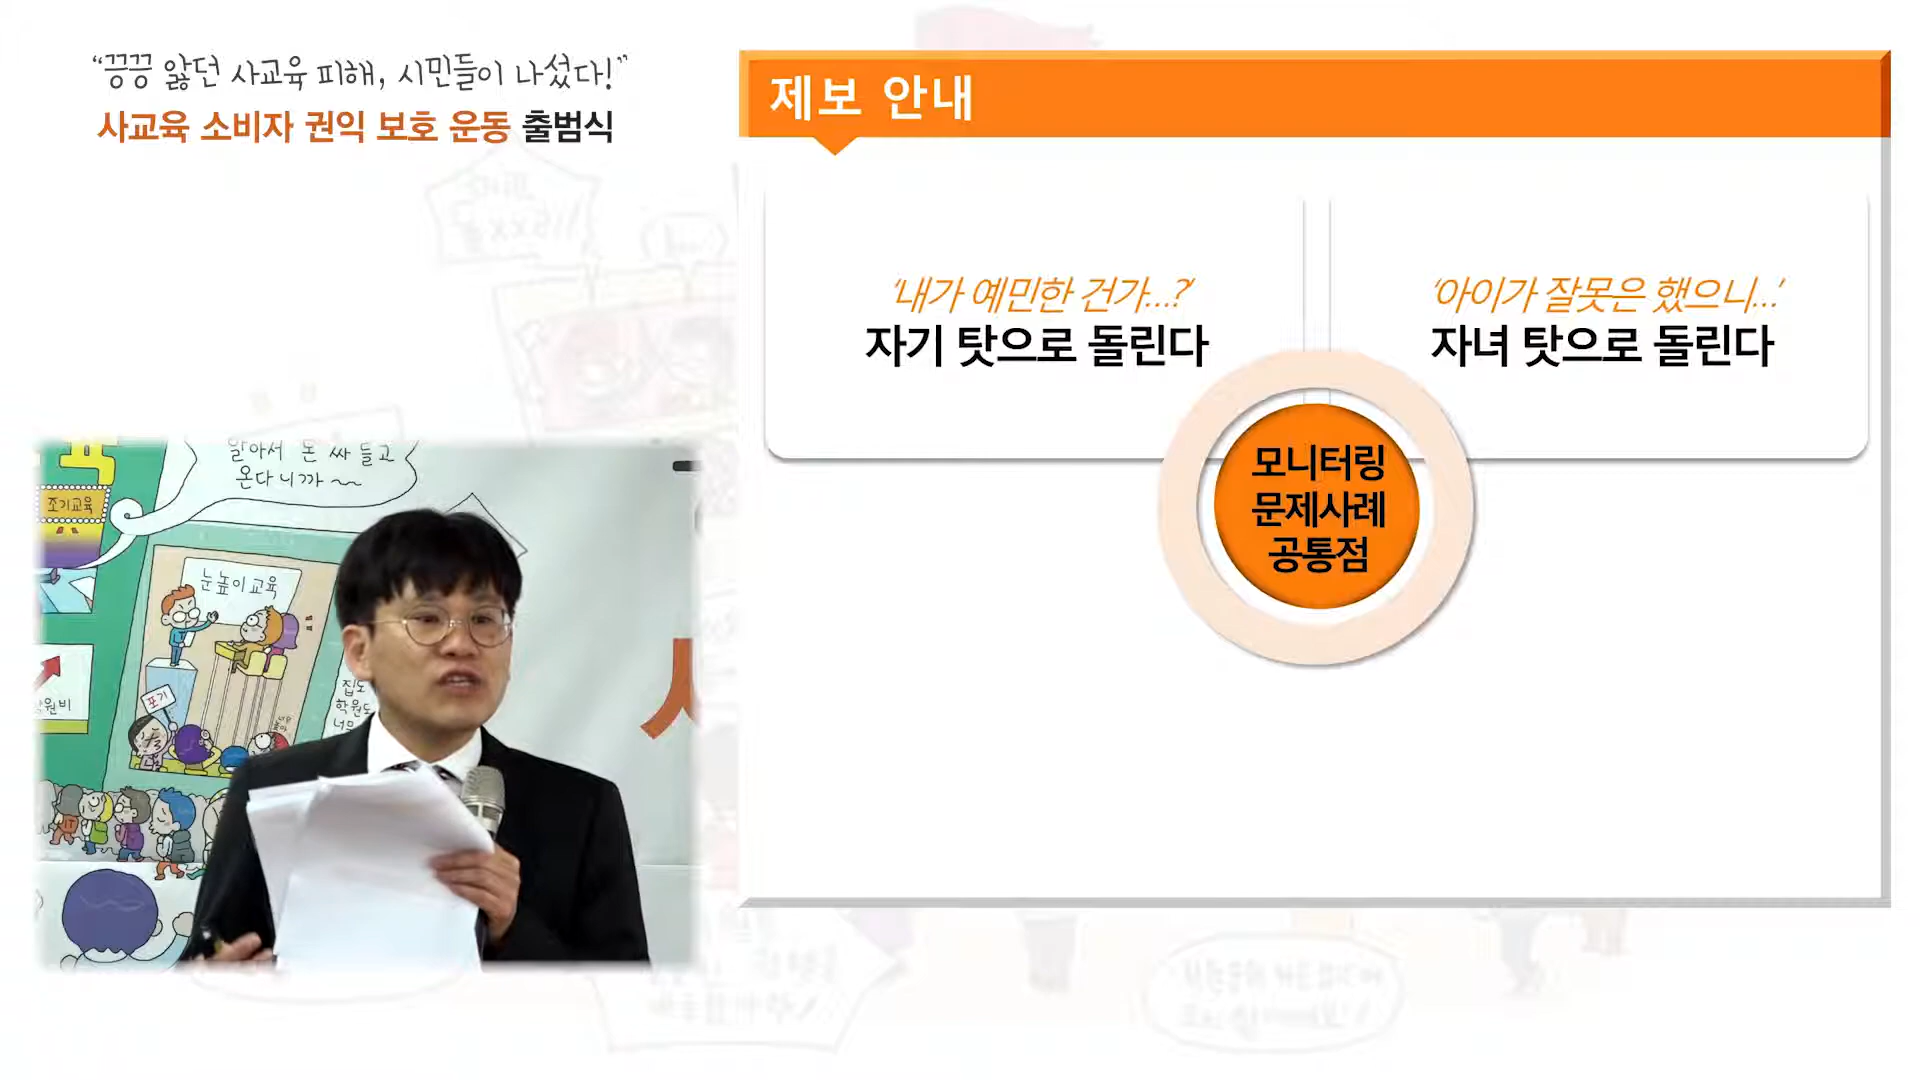 “끙끙 앓던 사교육 피해, 시민들이 나섰다!”
사교육 소비자 권익 보호 운동 출범식
제보 안내
‘내가 예민한 건가...?’
자기 탓으로 돌린다
‘아이가 잘못은 했으니...’
자녀 탓으로 돌린다
모니터링
문제사례
공통점
알아서 돈 싸 들고
온다니까~~
조기교육
눈높이교육
포기
집도
학원도
원비